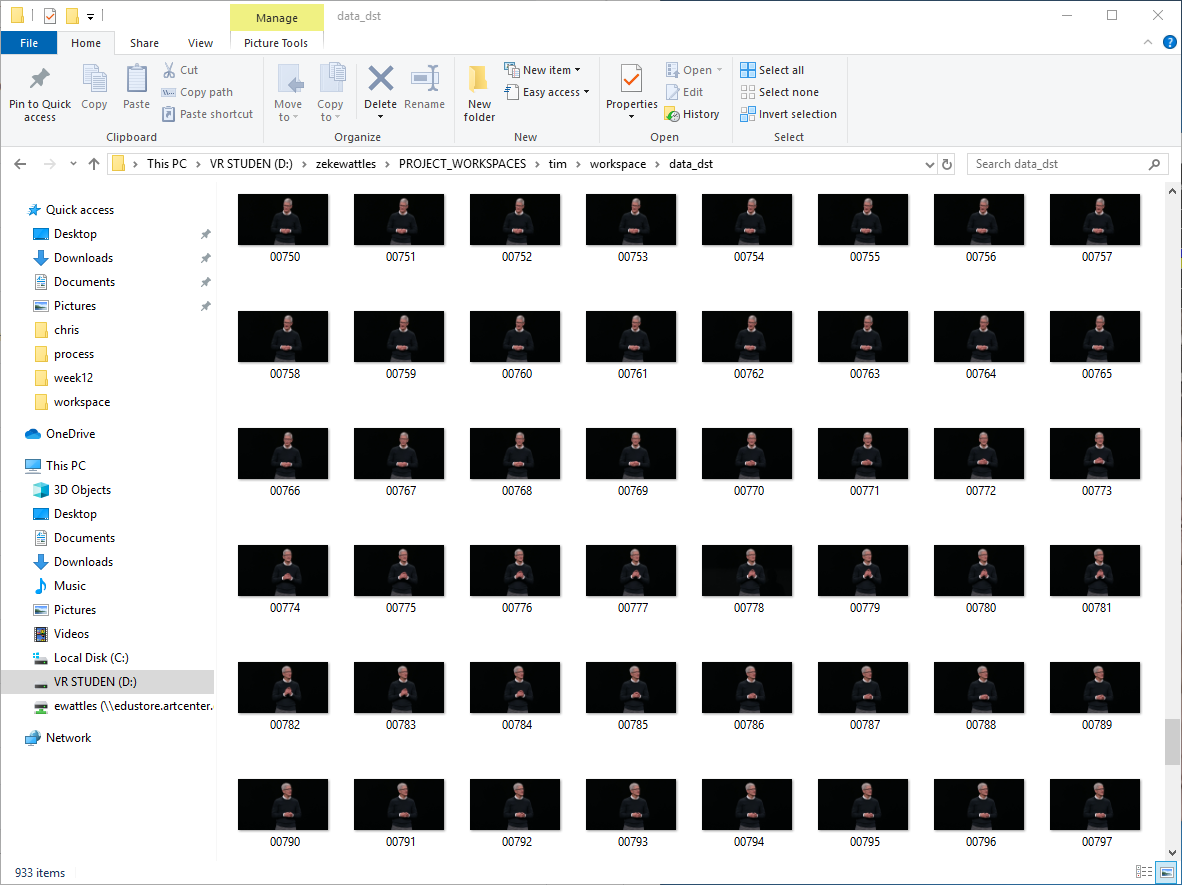 Manage data_dst
File Home Share View Picture Tools
Pin to Quick access
Copy
Paste
Cut
Copy path
Paste shortcut
Clipboard
Move to
Copy to
Delete
Rename
Organize
New folder
New item
Easy access
New
Properties
Open
Edit
History
Open
Select all
Select none
Invert selection
Select
This PC > VR STUDEN (D:) > zekewattles > PROJECT_WORKSPACES > tim > workspace > data_dst
Search data_dst
Quick access
Desktop
Downloads
Documents
Pictures
chris
process
week12
workspace
OneDrive
This PC
3D Objects
Desktop
Documents
Downloads
Music
Pictures
Videos
Local Disk (C:)
VR STUDEN (D:)
ewattles (\\edustore.artcenter.
Network
00750 00751 00752 00753 00754 00755 00756 00757
00758 00759 00760 00761 00762 00763 00764 00765
00766 00767 00768 00769 00770 00771 00772 00773
00774 00775 00776 00777 00778 00779 00780 00781
00782 00783 00784 00785 00786 00787 00788 00789
00790 00791 00792 00793 00794 00795 00796 00797
933 items